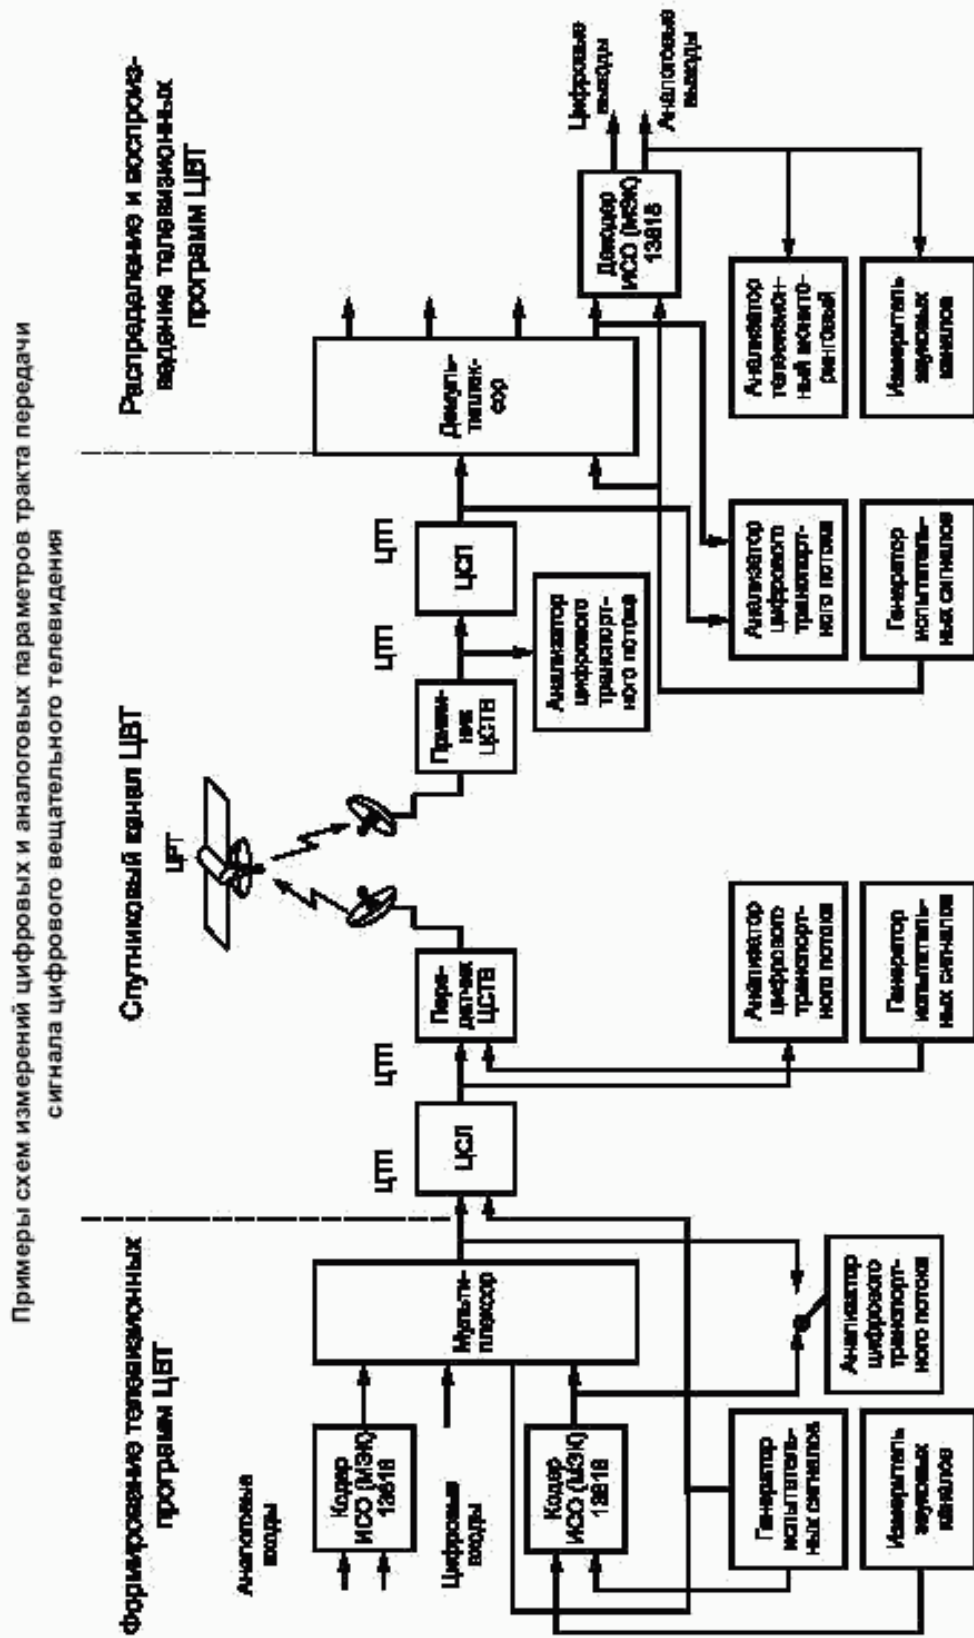 Примеры схем измерений цифровых и аналоговых параметров тракта передачи
сигнала цифрового вещательного телевидения
Формирование телевизионных
программ ЦВТ
Спутниковый канал ЦВТ
Распределение и воспроиз-
ведение телевизионных
программ ЦВТ
Аналоговые
входы
Кодер
ИСО (МЭК)
13818
Цифровые
входы
Кодер
ИСО (МЭК)
13818
Мульти-
плексор
Генератор
испытатель-
ных сигналов
Измеритель
звуковых
каналов
Анализатор
цифрового
транспорт-
ного потока
ЦТП
ЦСЛ
ЦТП
Пере-
датчик
ЦСТВ
ЦРТ
Анализатор
цифрового
транспорт-
ного потока
Генератор
испытатель-
ных сигналов
Прием-
ник
ЦСТВ
ЦТП
Анализатор
цифрового
транспорт-
ного потока
ЦСЛ
ЦТП
Анализатор
цифрового
транспорт-
ного потока
Генератор
испытатель-
ных сигналов
Демуль-
типлек-
сор
Декодер
ИСО (МЭК)
13818
Цифровые
выходы
Аналоговые
выходы
Анализатор
телевизион-
ный монито-
ринговый
Измеритель
звуковых
каналов